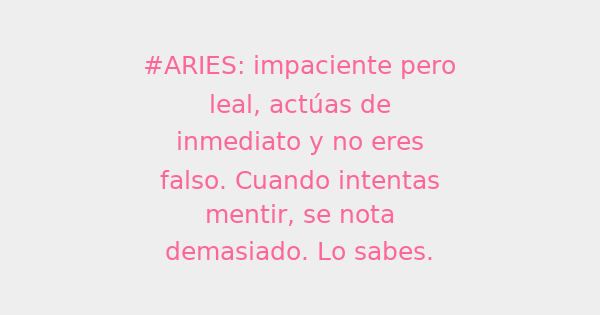 #ARIES: impaciente pero
leal, actúas de
inmediato y no eres
falso. Cuando intentas
mentir, se nota
demasiado. Lo sabes.